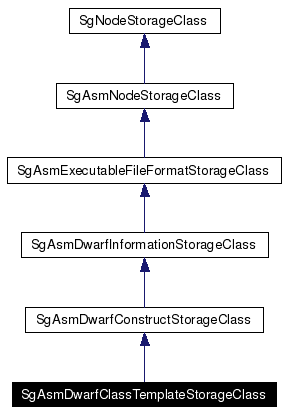 SgNodeStorageClass
SgAsmNodeStorageClass
SgAsmExecutableFileFormatStorageClass
SgAsmDwarfInformationStorageClass
SgAsmDwarfConstructStorageClass
SgAsmDwarfClassTemplateStorageClass